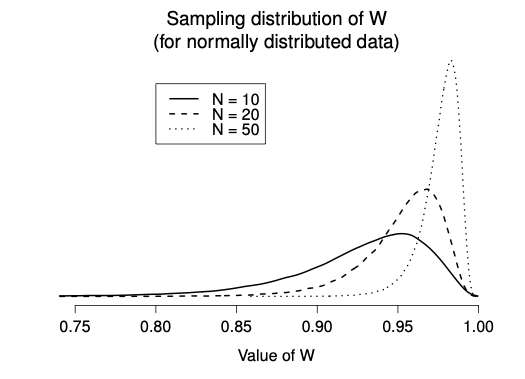 Sampling distribution of W
(for normally distributed data)
N = 10
N = 20
N = 50
0.75 0.80 0.85 0.90 0.95 1.00
Value of W